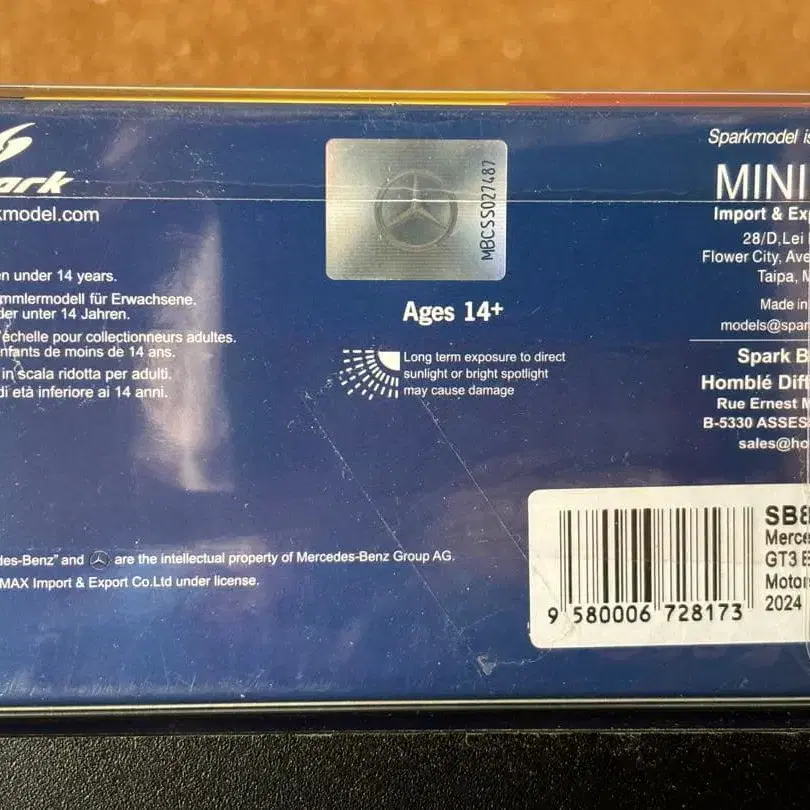 ark
kmodel.com
n under 14 years.
mmlermodell für Erwachsene.
der unter 14 Jahren.
échelle pour collectionneurs adultes.
nfants de moins de 14 ans.
in scala ridotta per adulti.
di età inferiore ai 14 anni.
des-Benz" and are the intellectual property of Mercedes-Benz Group AG.
MAX Import & Export Co.Ltd under license.
MBCSS027487
Ages 14+
Long term exposure to direct
sunlight or bright spotlight
may cause damage
Sparkmodel is
MINI
Import & Ex
28/D,Lei
Flower City, Ave
Taipa, M
Made in
models@spar
Spark B
Homblé Diff
Rue Ernest M
B-5330 ASSES
sales@ho
SB8
Merce
GT3 E
Motor
2024
9 580006 728173